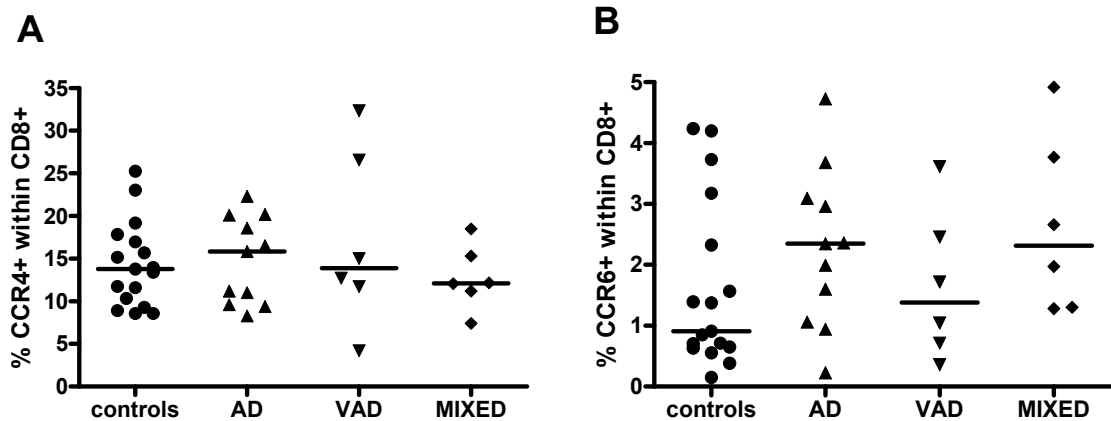 A
% CCR4+ within CD8+
35
30
25
20
15
10
5
0
controls AD VAD MIXED
B
% CCR6+ within CD8+
5
4
3
2
1
0
controls AD VAD MIXED